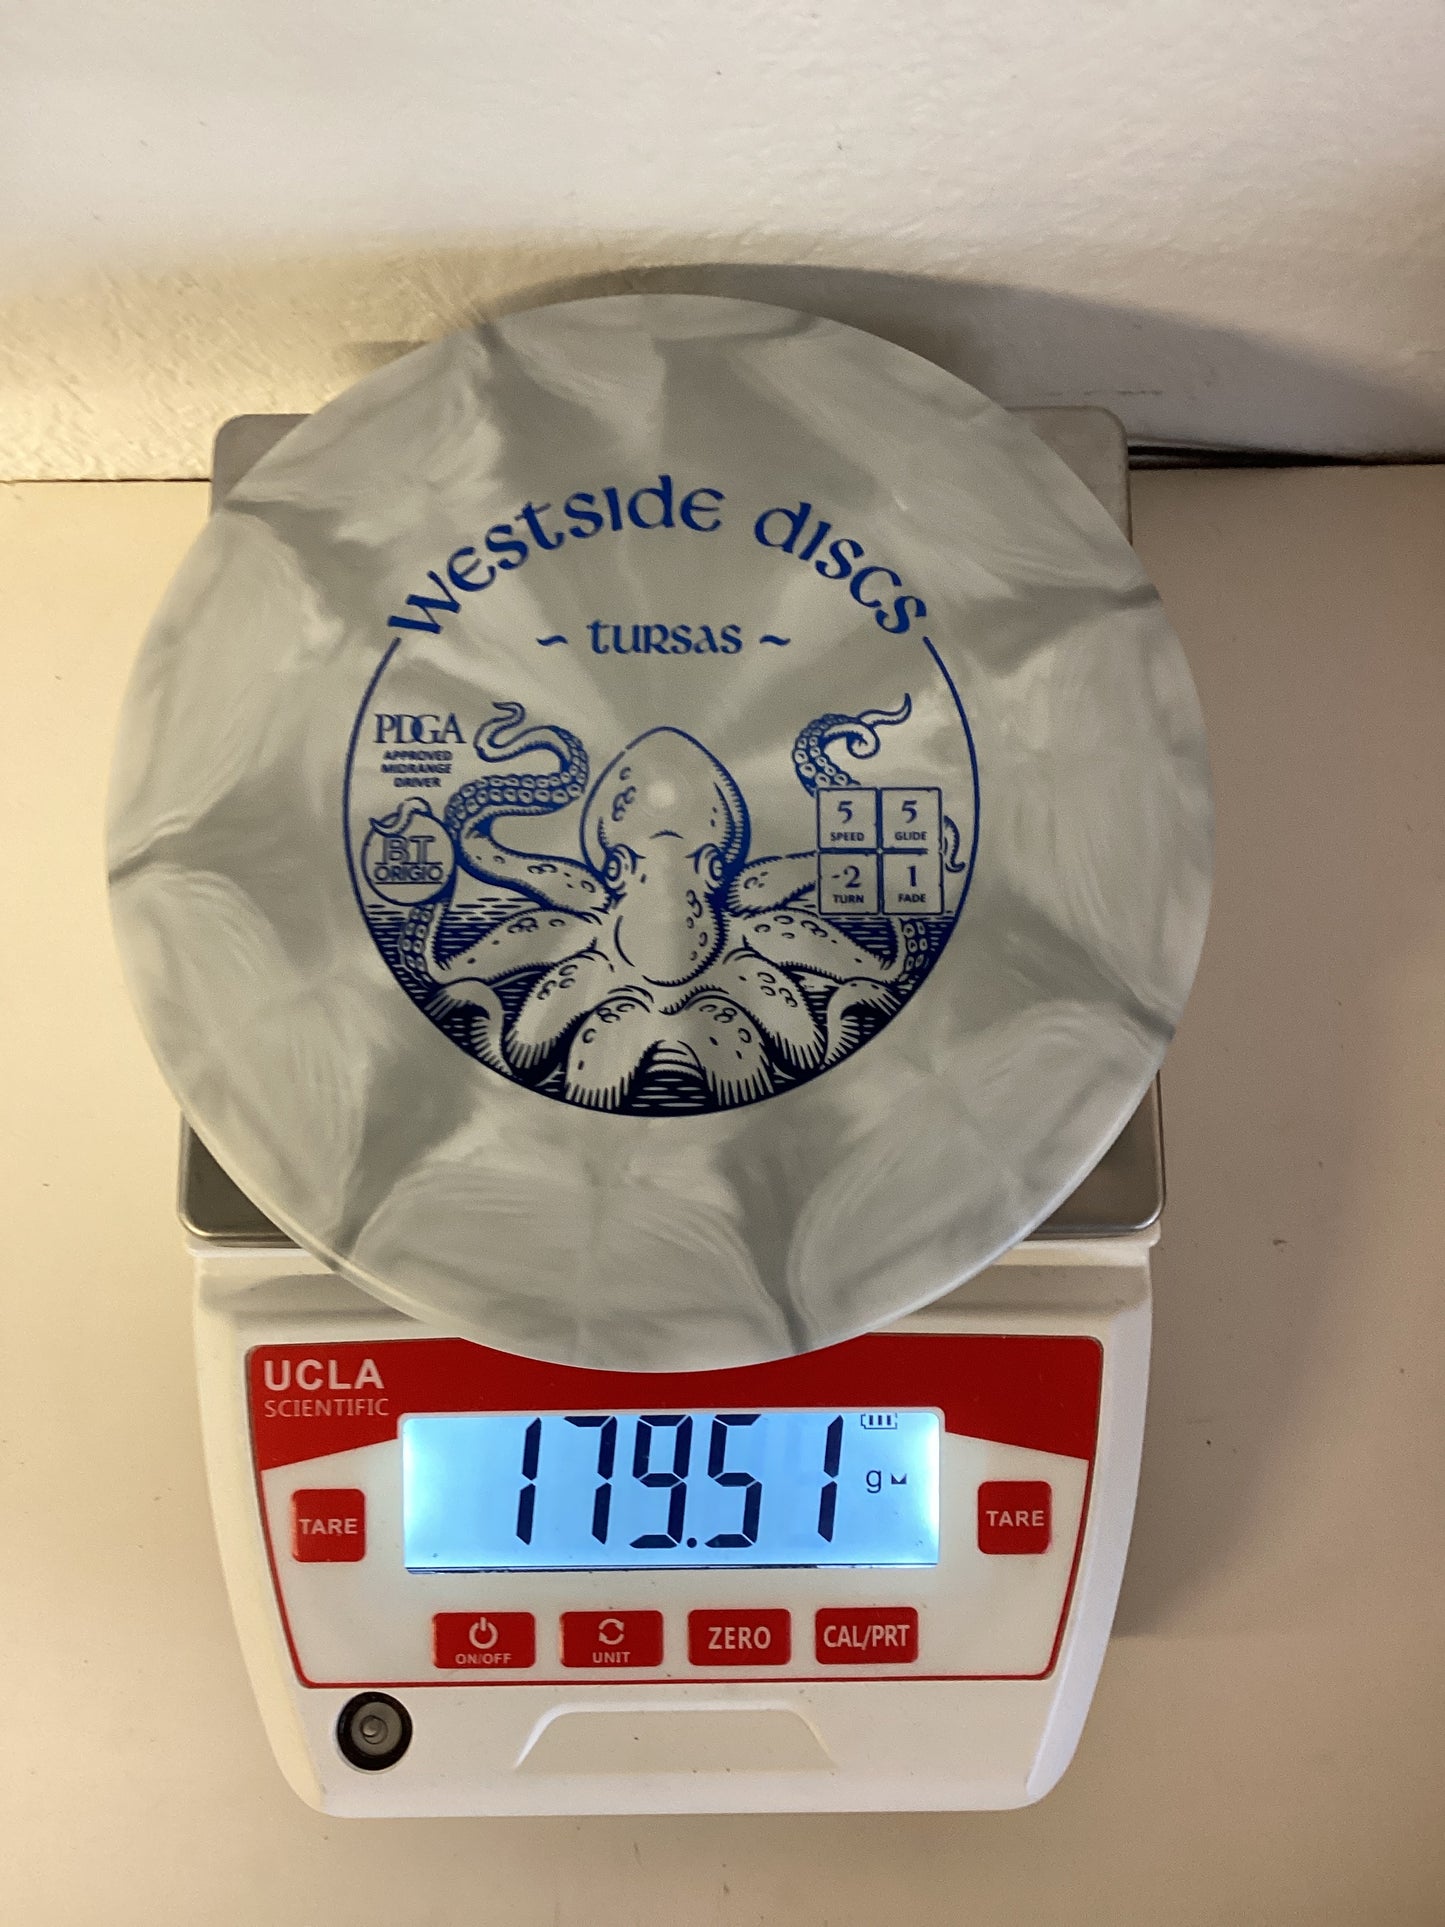 WESTSIDE DISCS
~ TURSAS ~
PDGA
APPROVED
MIDRANGE
DRIVER
BT
ORIGIO
5 5
SPEED GLIDE
-2 1
TURN FADE
UCLA
SCIENTIFIC
179.51 g
TARE
TARE
ON/OFF
UNIT
ZERO
CAL/PRT